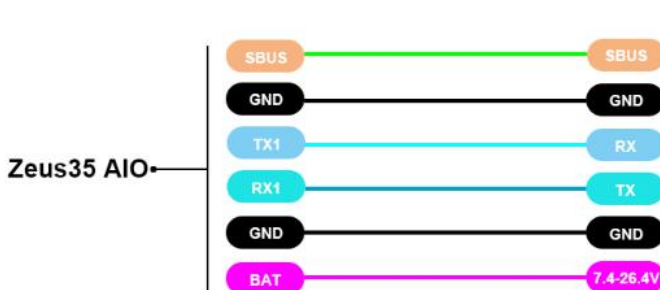 SBUS SBUS
GND GND
TX1 RX
Zeus35 AIO
RX1 TX
GND GND
BAT 7.4-26.4V